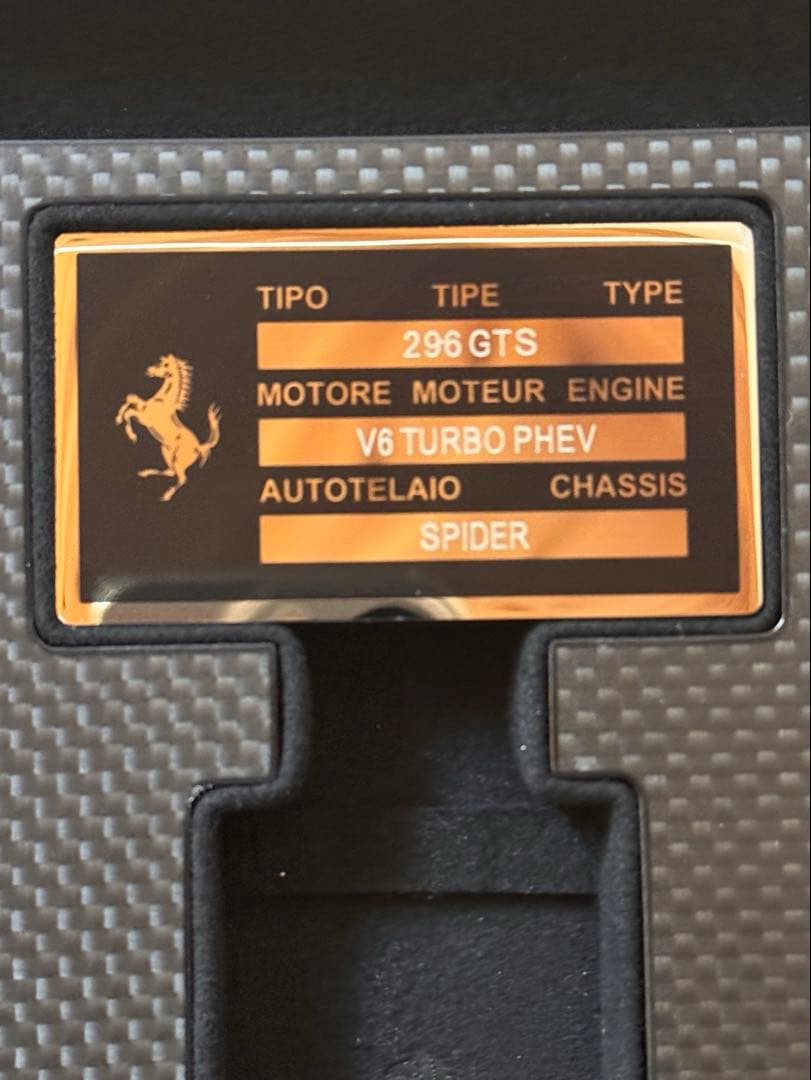 TIPO TIPE TYPE
296 GTS
MOTORE MOTEUR ENGINE
V6 TURBO PHEV
AUTOTELAIO CHASSIS
SPIDER